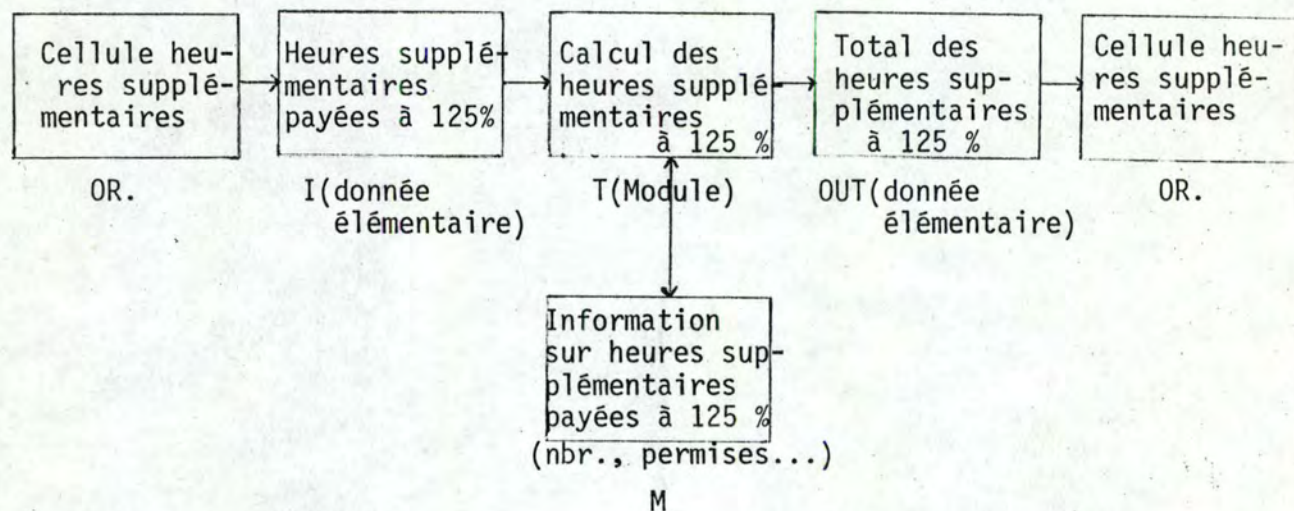 Cellule heu-
res supplé-
mentaires
Heures supplé-
mentaires
payées à 125%
Calcul des
heures supplé-
mentaires
à 125 %
Total des
heures sup-
plémentaires
à 125 %
Cellule heu-
res supplé-
mentaires
OR.
I(donnée
élémentaire)
T(Module)
OUT(donnée
élémentaire)
OR.
Information
sur heures sup-
plémentaires
payées à 125 %
(nbr., permises...)
M